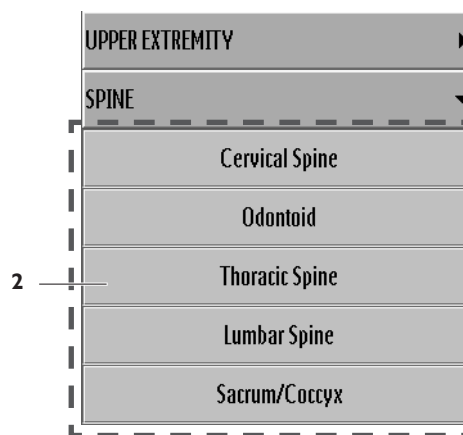 UPPER EXTREMITY
SPINE
Cervical Spine
Odontoid
2
Thoracic Spine
Lumbar Spine
Sacrum/Coccyx